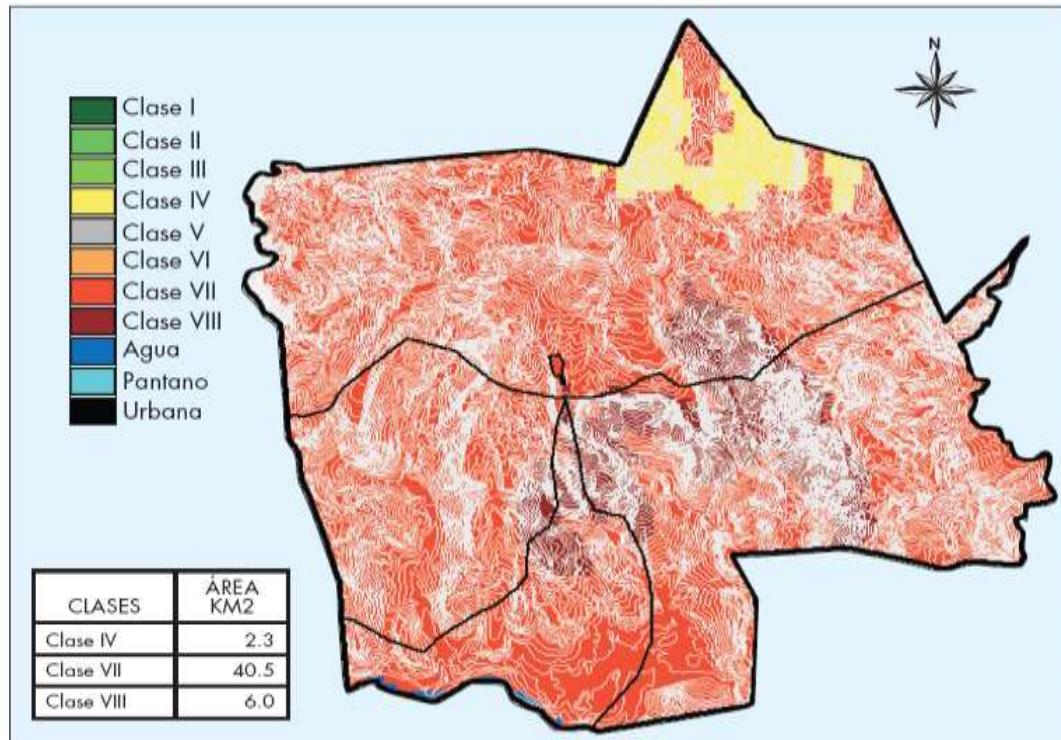 N
Clase I
Clase II
Clase III
Clase IV
Clase V
Clase VI
Clase VII
Clase VIII
Agua
Pantano
Urbana
CLASES ÁREA KM2
Clase IV 2.3
Clase VII 40.5
Clase VIII 6.0